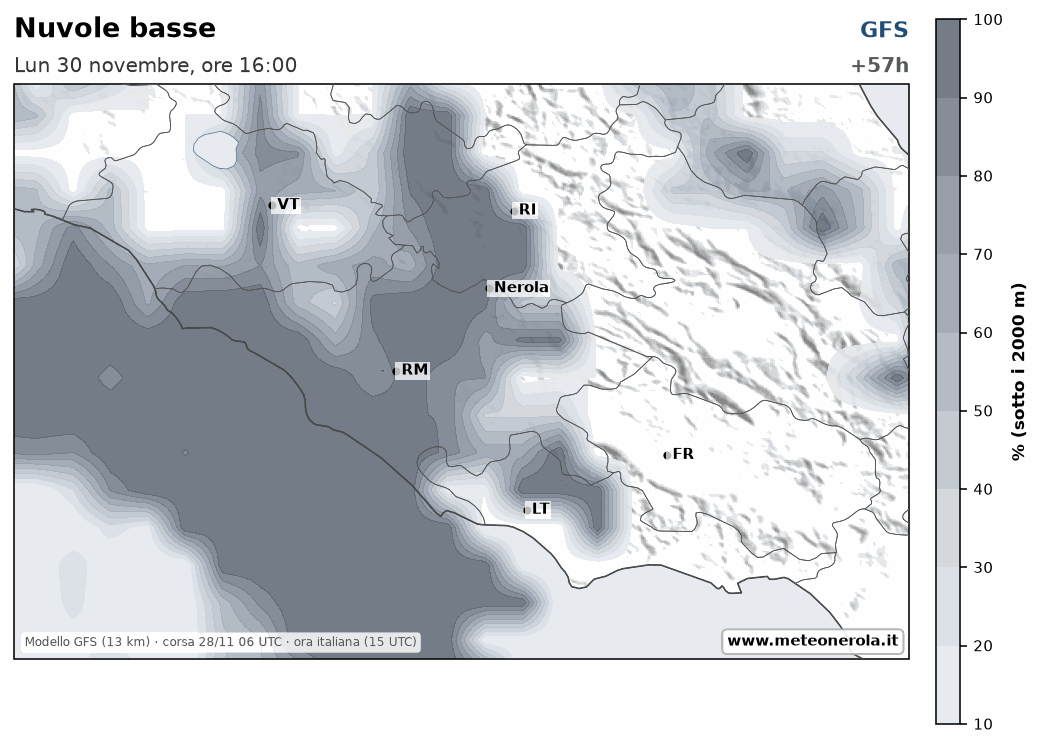 Nuvole basse
GFS
Lun 30 novembre, ore 16:00
+57h
VT
RI
Nerola
RM
FR
LT
Modello GFS (13 km) · corsa 28/11 06 UTC · ora italiana (15 UTC)
www.meteonerola.it
100
90
80
70
60
50
40
30
20
10
% (sotto i 2000 m)